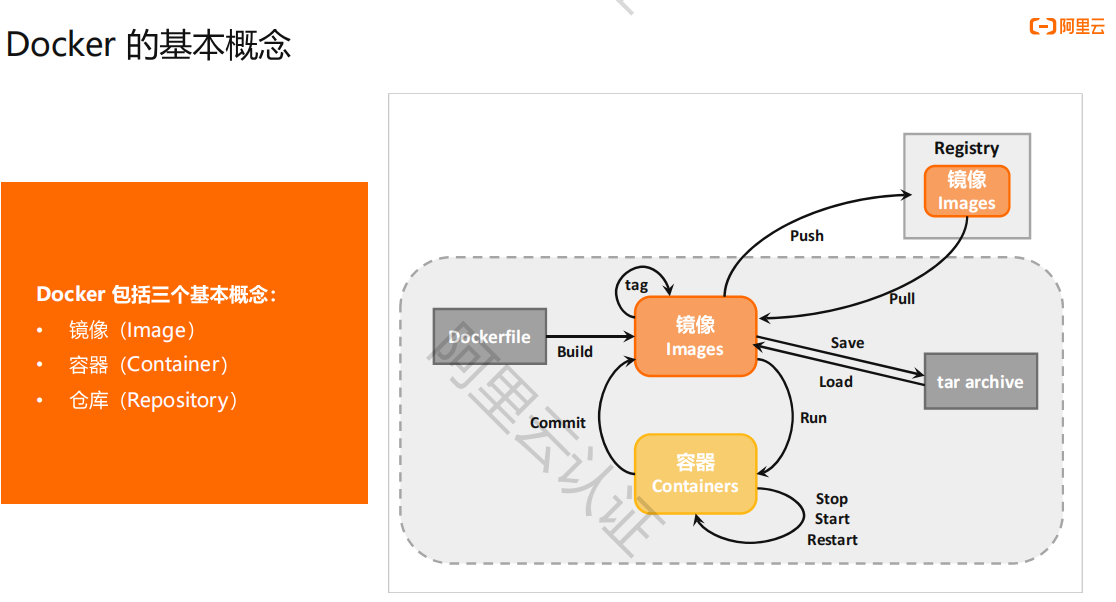 Docker 的基本概念
阿里云
Docker 包括三个基本概念：
• 镜像（Image）
• 容器（Container）
• 仓库（Repository）
Registry
镜像
Images
Push
Pull
tag
Dockerfile
Build
镜像
Images
Save
Load
tar archive
Commit
Run
容器
Containers
Stop
Start
Restart
阿里云认证